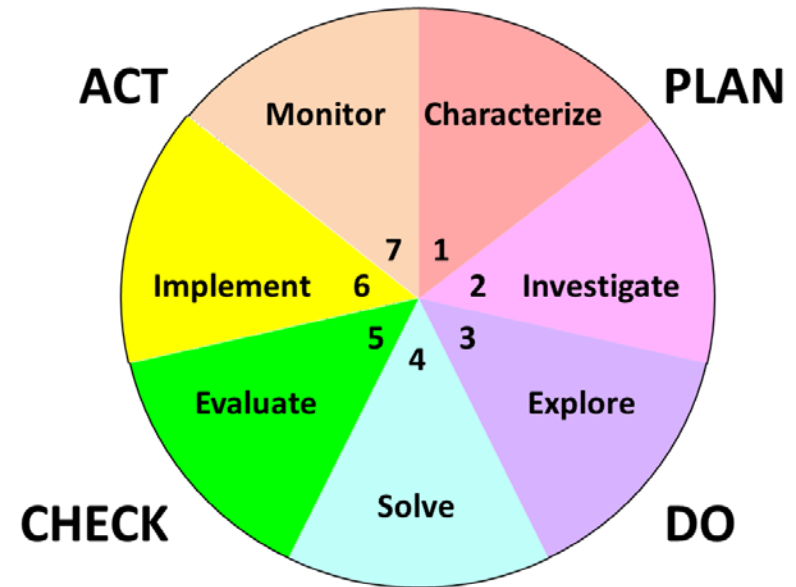 ACT
PLAN
Monitor
Characterize
7
1
Implement
6
2
Investigate
5
4
3
Evaluate
Explore
Solve
CHECK
DO